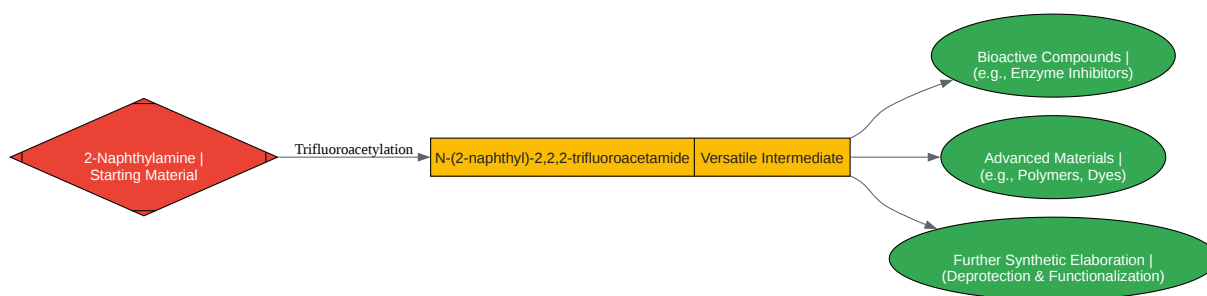 2-Naphthylamine |
Starting Material
Trifluoroacetylation
N-(2-naphthyl)-2,2,2-trifluoroacetamide
Versatile Intermediate
Bioactive Compounds |
(e.g., Enzyme Inhibitors)
Advanced Materials |
(e.g., Polymers, Dyes)
Further Synthetic Elaboration |
(Deprotection & Functionalization)